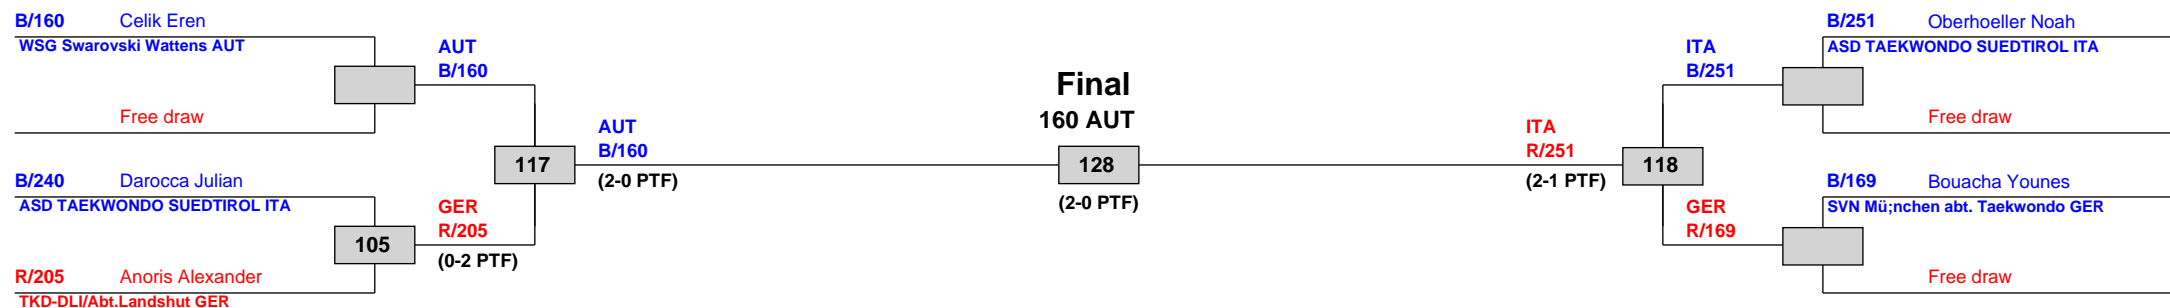 B/160 Celik Eren
WSG Swarovski Wattens AUT
Free draw
AUT
B/160
B/240 Darocca Julian
ASD TAEKWONDO SUEDTIROL ITA
105
R/205 Anoris Alexander
TKD-DLI/Abt.Landshut GER
GER
R/205
(0-2 PTF)
117
AUT
B/160
(2-0 PTF)
Final
160 AUT
128
(2-0 PTF)
ITA
R/251
(2-1 PTF)
118
ITA
B/251
GER
R/169
B/251 Oberhoeller Noah
ASD TAEKWONDO SUEDTIROL ITA
Free draw
B/169 Bouacha Younes
SVN Mü;nchen abt. Taekwondo GER
Free draw